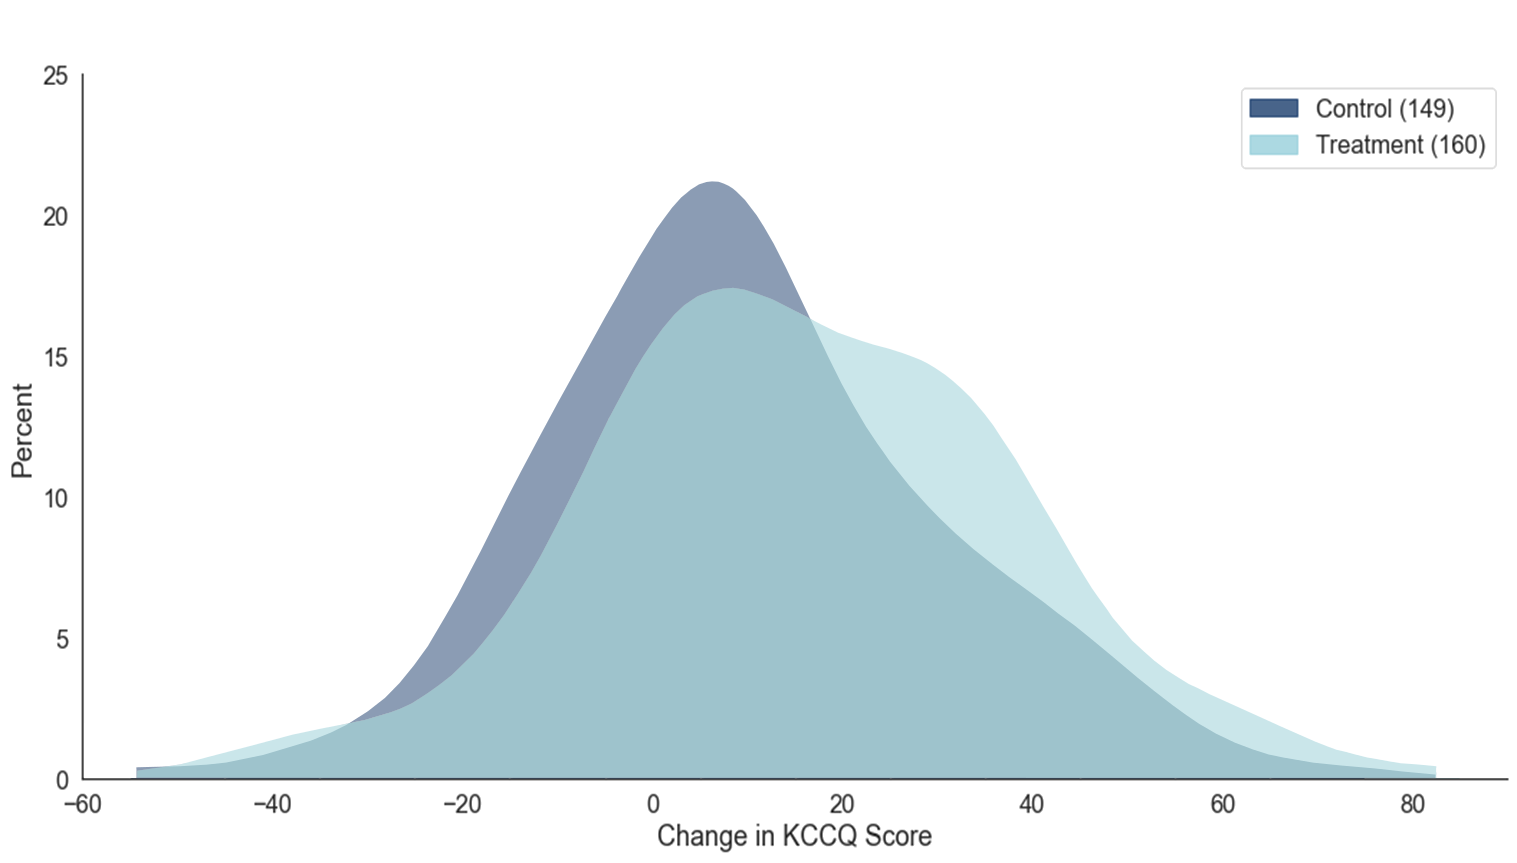 25
20
15
10
5
0
Percent
Control (149)
Treatment (160)
−60 −40 −20 0 20 40 60 80
Change in KCCQ Score